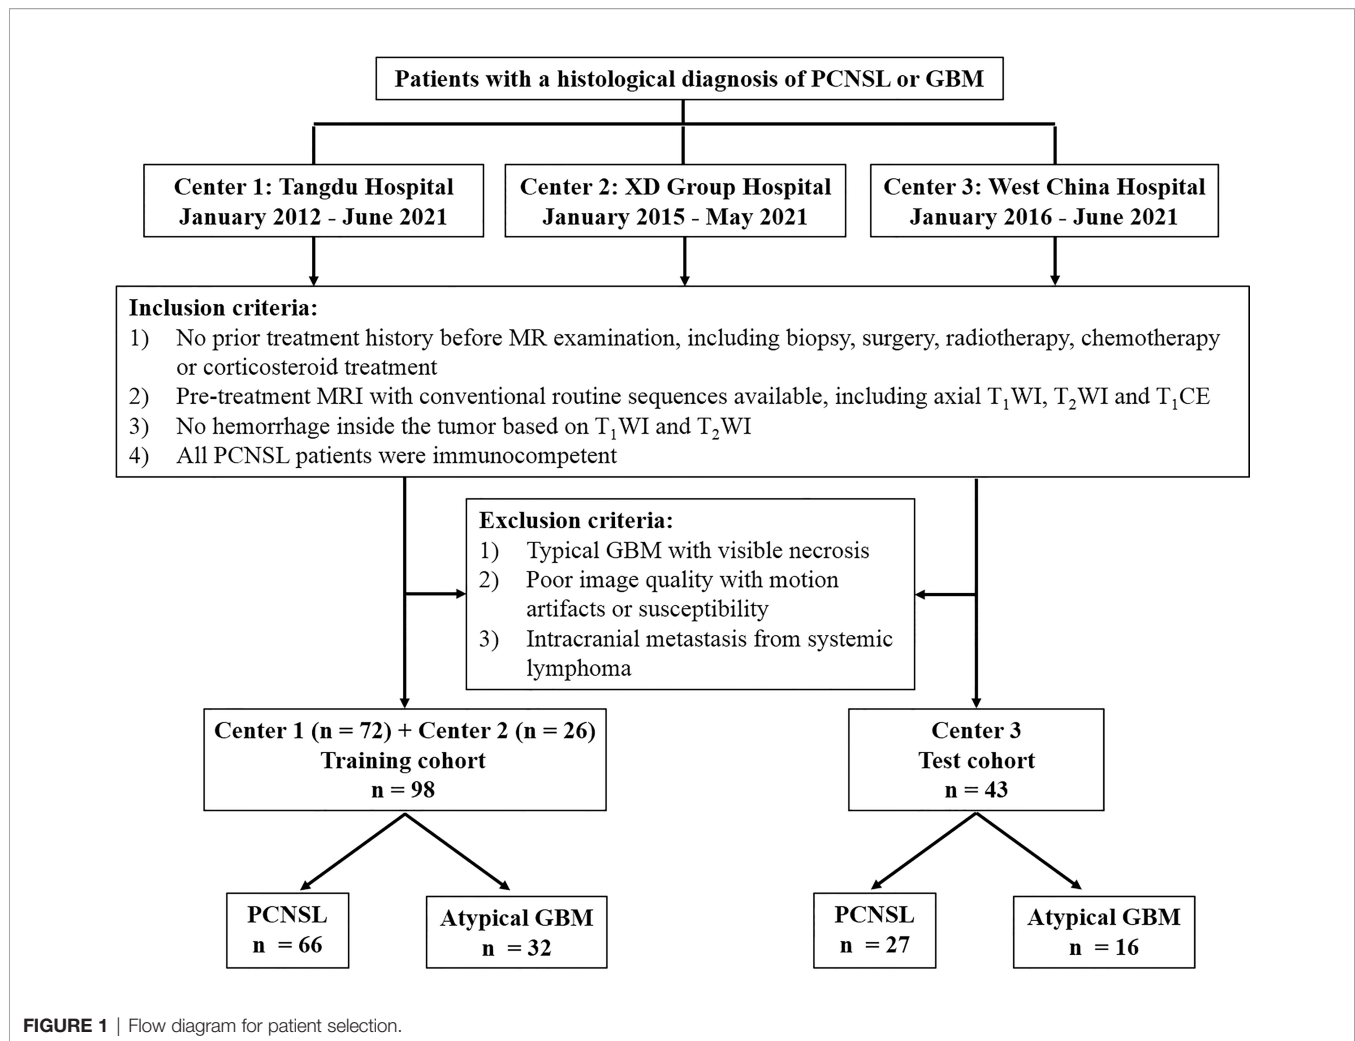 Patients with a histological diagnosis of PCNSL or GBM
Center 1: Tangdu Hospital
January 2012 - June 2021
Center 2: XD Group Hospital
January 2015 - May 2021
Center 3: West China Hospital
January 2016 - June 2021
Inclusion criteria:
1) No prior treatment history before MR examination, including biopsy, surgery, radiotherapy, chemotherapy
or corticosteroid treatment
2) Pre-treatment MRI with conventional routine sequences available, including axial T₁WI, T₂WI and T₁CE
3) No hemorrhage inside the tumor based on T₁WI and T₂WI
4) All PCNSL patients were immunocompetent
Exclusion criteria:
1) Typical GBM with visible necrosis
2) Poor image quality with motion
artifacts or susceptibility
3) Intracranial metastasis from systemic
lymphoma
Center 1 (n = 72) + Center 2 (n = 26)
Training cohort
n = 98
Center 3
Test cohort
n = 43
PCNSL
n = 66
Atypical GBM
n = 32
PCNSL
n = 27
Atypical GBM
n = 16
FIGURE 1 | Flow diagram for patient selection.